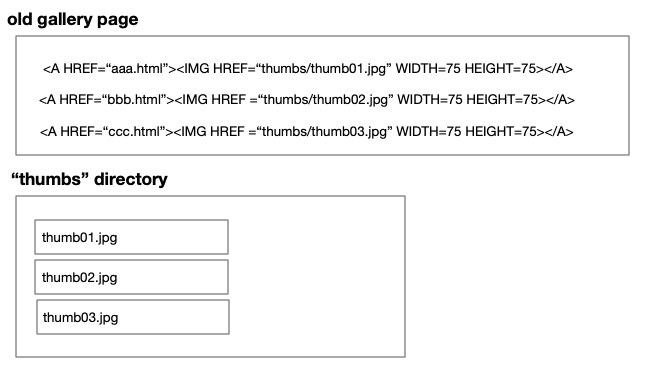 old gallery page
<A HREF=“aaa.html”><IMG HREF=“thumbs/thumb01.jpg” WIDTH=75 HEIGHT=75></A>
<A HREF=“bbb.html”><IMG HREF =“thumbs/thumb02.jpg” WIDTH=75 HEIGHT=75></A>
<A HREF=“ccc.html”><IMG HREF =“thumbs/thumb03.jpg” WIDTH=75 HEIGHT=75></A>
“thumbs” directory
thumb01.jpg
thumb02.jpg
thumb03.jpg